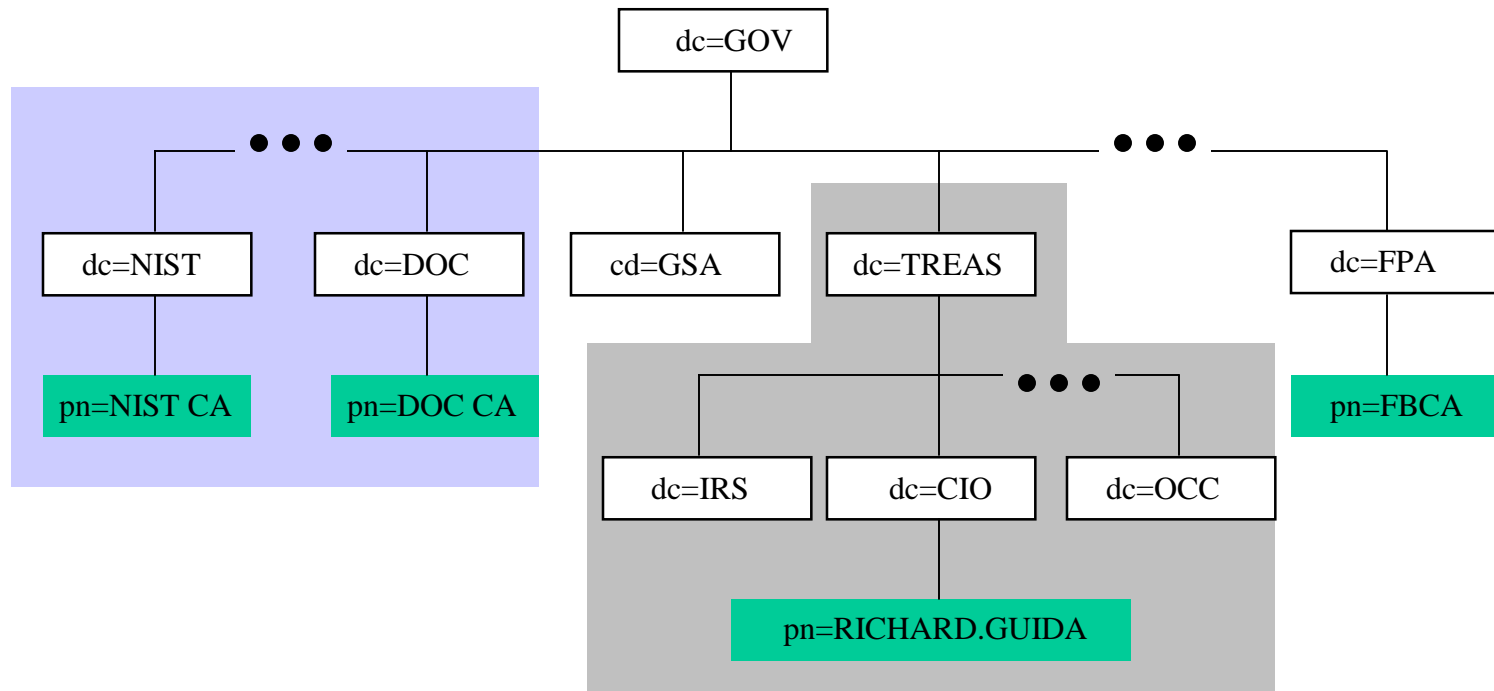 dc=GOV
dc=NIST
dc=DOC
cd=GSA
dc=TREAS
dc=FPA
pn=NIST CA
pn=DOC CA
pn=FBCA
dc=IRS
dc=CIO
dc=OCC
pn=RICHARD.GUIDA